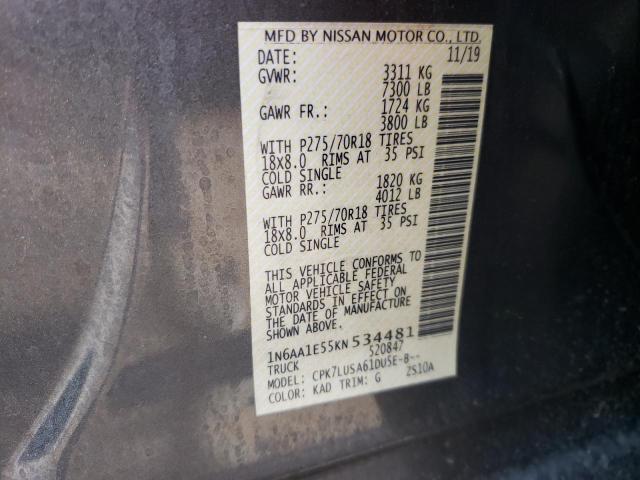 MFD BY NISSAN MOTOR CO., LTD.
DATE: 11/19
GVWR: 3311 KG
7300 LB
GAWR FR.: 1724 KG
3800 LB
WITH P275/70R18 TIRES
18x8.0 RIMS AT 35 PSI
COLD SINGLE
GAWR RR.: 1820 KG
4012 LB
WITH P275/70R18 TIRES
18x8.0 RIMS AT 35 PSI
COLD SINGLE
THIS VEHICLE CONFORMS TO
ALL APPLICABLE FEDERAL
MOTOR VEHICLE SAFETY
STANDARDS IN EFFECT ON
THE DATE OF MANUFACTURE
SHOWN ABOVE.
1N6AA1E55KN534481
TRUCK 520847
MODEL: CPK7LUSA61DU5E-B--
COLOR: KAD TRIM: G 2S10A